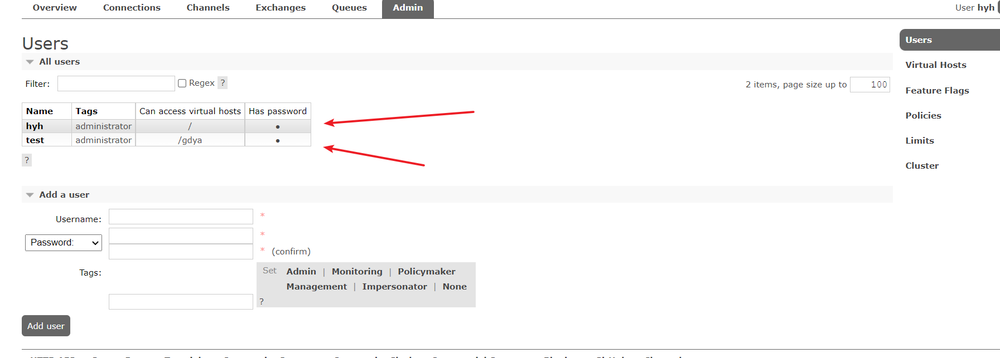 Overview Connections Channels Exchanges Queues Admin User hyh
Users
All users
Filter: Regex ? 2 items, page size up to 100
Name Tags Can access virtual hosts Has password
hyh administrator / ●
test administrator /gdya ●
?
Add a user
Username: *
Password: *
* (confirm)
Tags: Set Admin | Monitoring | Policymaker
Management | Impersonator | None
?
Add user
Users
Virtual Hosts
Feature Flags
Policies
Limits
Cluster